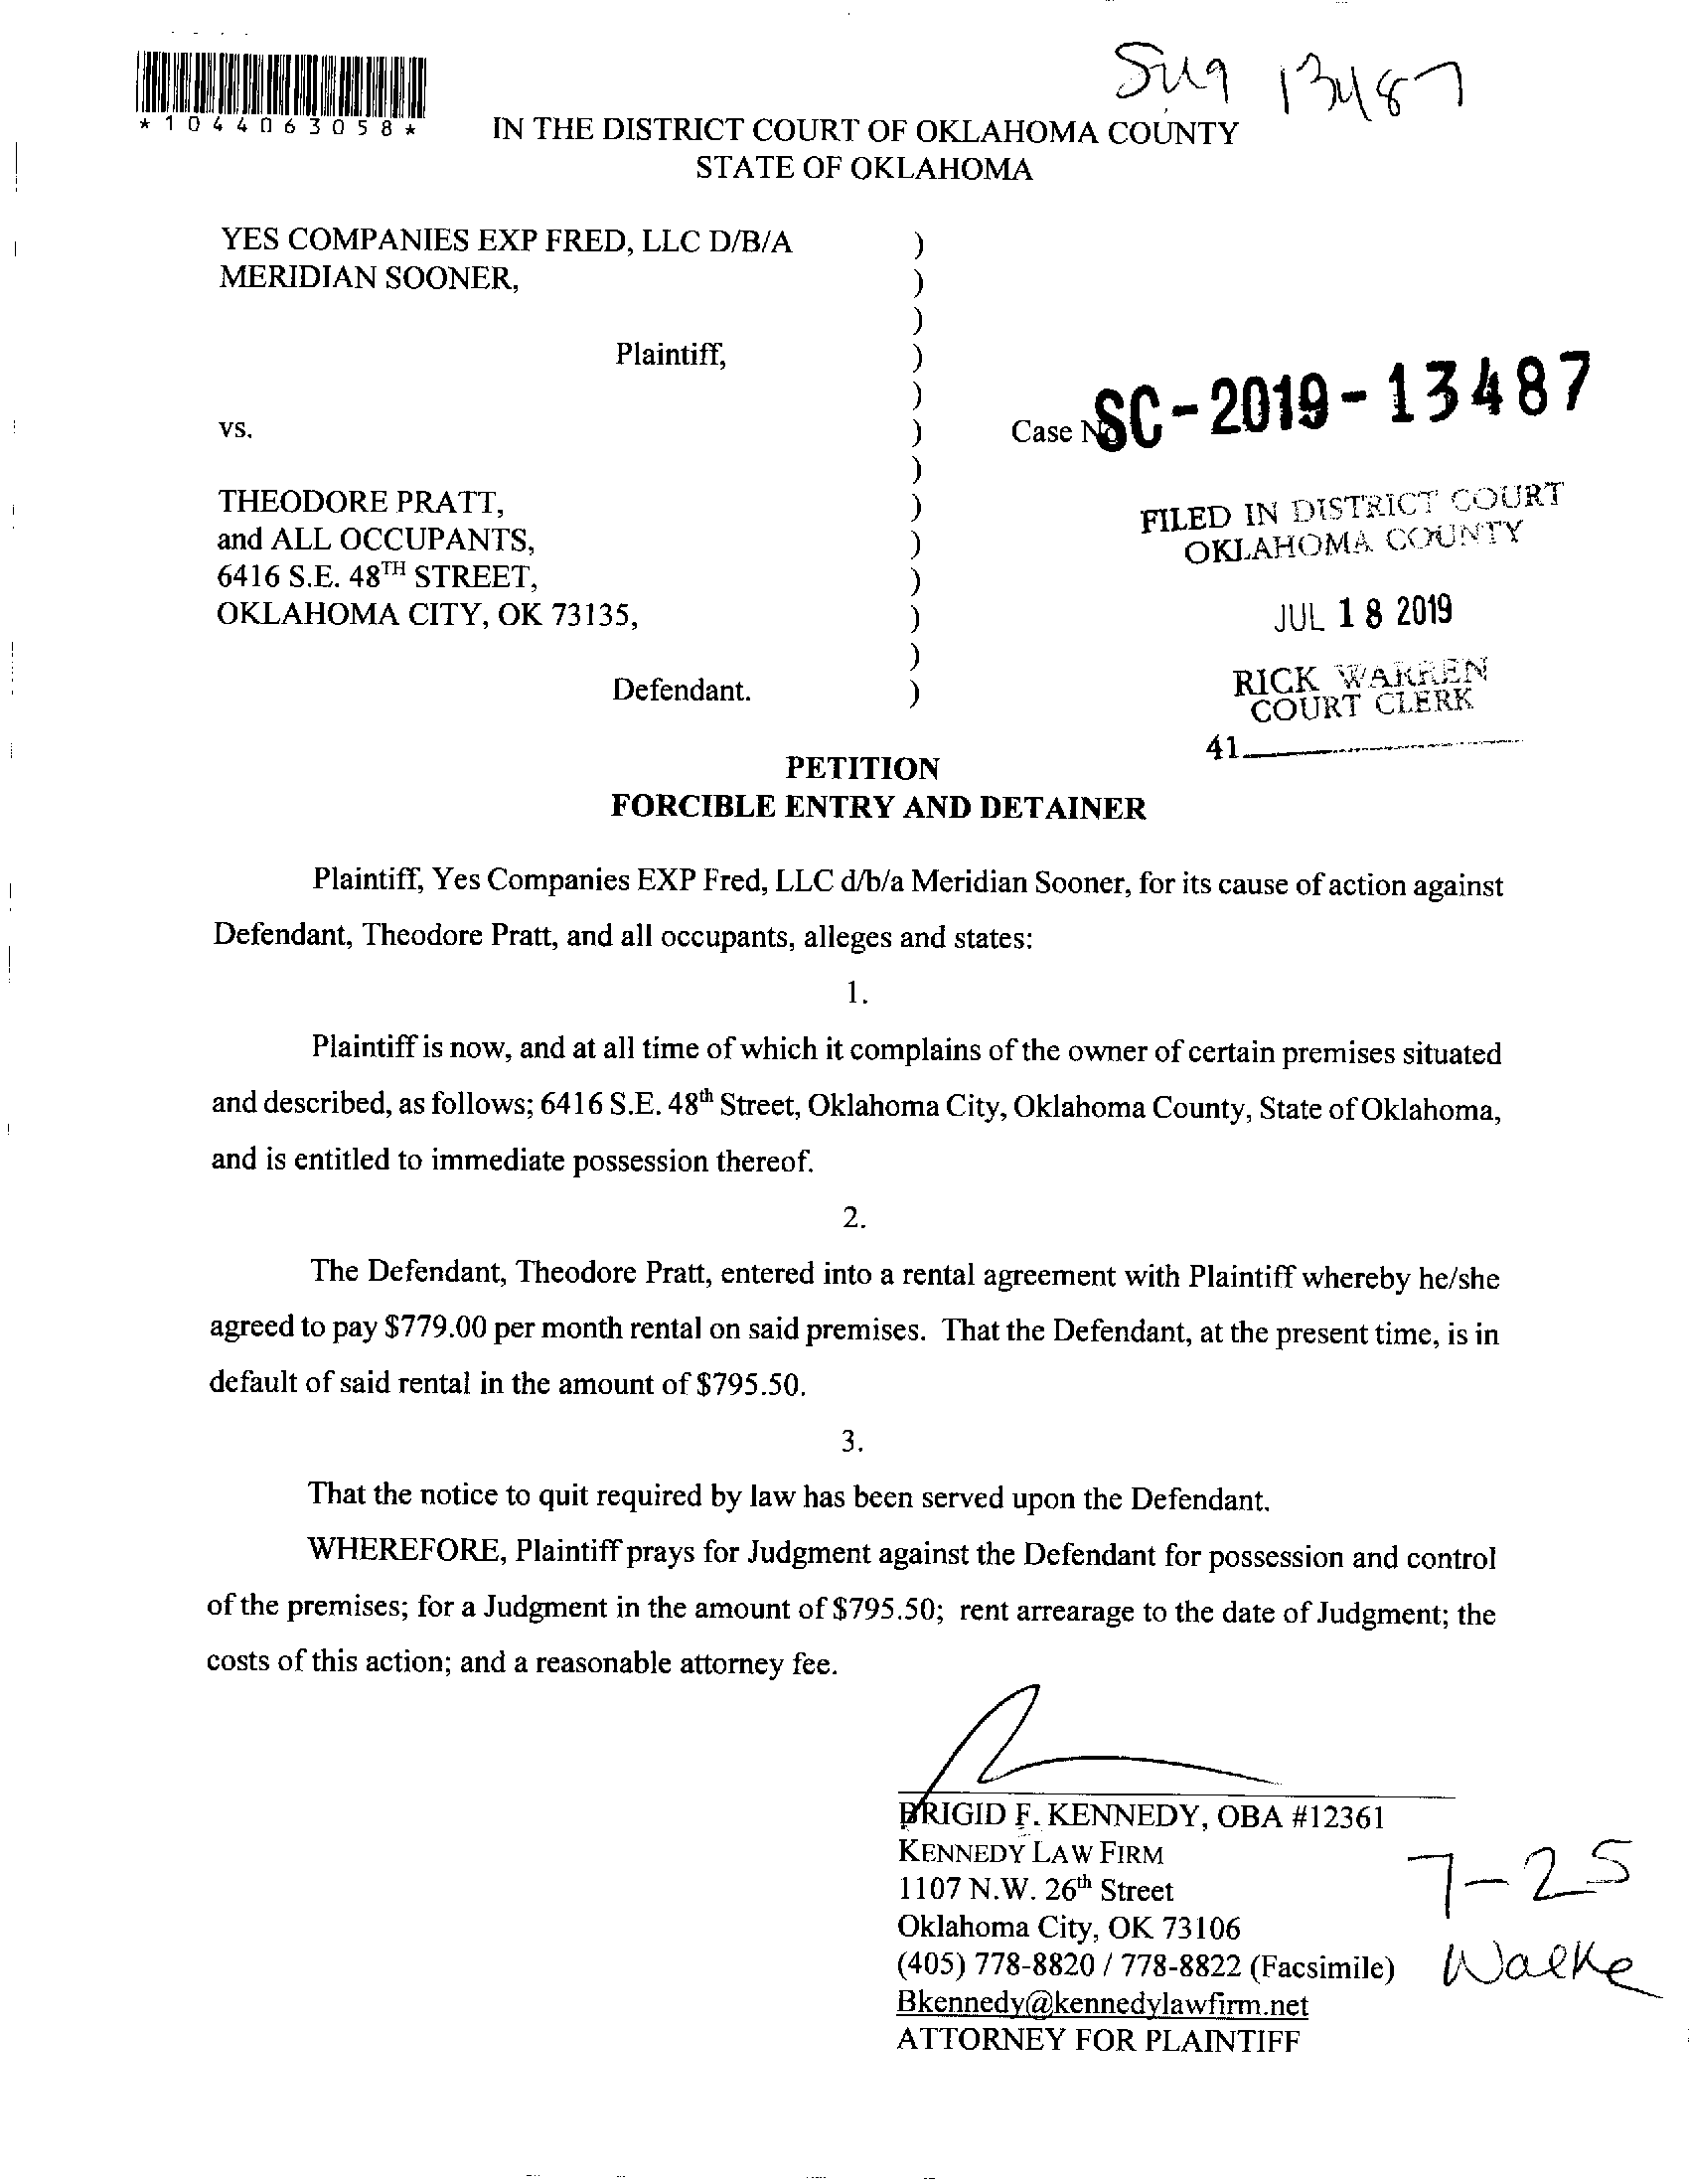 Su9 13487
*1044063058*
IN THE DISTRICT COURT OF OKLAHOMA COUNTY
STATE OF OKLAHOMA
YES COMPANIES EXP FRED, LLC D/B/A )
MERIDIAN SOONER, )
)
Plaintiff, )
)
vs. ) Case No SC-2019-13487
)
THEODORE PRATT, )
and ALL OCCUPANTS, )
6416 S.E. 48TH STREET, )
OKLAHOMA CITY, OK 73135, )
)
Defendant. )
FILED IN DISTRICT COURT
OKLAHOMA COUNTY
JUL 18 2019
RICK WARREN
COURT CLERK
41
PETITION
FORCIBLE ENTRY AND DETAINER
Plaintiff, Yes Companies EXP Fred, LLC d/b/a Meridian Sooner, for its cause of action against
Defendant, Theodore Pratt, and all occupants, alleges and states:
1.
Plaintiff is now, and at all time of which it complains of the owner of certain premises situated
and described, as follows; 6416 S.E. 48th Street, Oklahoma City, Oklahoma County, State of Oklahoma,
and is entitled to immediate possession thereof.
2.
The Defendant, Theodore Pratt, entered into a rental agreement with Plaintiff whereby he/she
agreed to pay $779.00 per month rental on said premises. That the Defendant, at the present time, is in
default of said rental in the amount of $795.50.
3.
That the notice to quit required by law has been served upon the Defendant.
WHEREFORE, Plaintiff prays for Judgment against the Defendant for possession and control
of the premises; for a Judgment in the amount of $795.50; rent arrearage to the date of Judgment; the
costs of this action; and a reasonable attorney fee.
BRIGID F. KENNEDY, OBA #12361
KENNEDY LAW FIRM
1107 N.W. 26th Street
Oklahoma City, OK 73106
(405) 778-8820 / 778-8822 (Facsimile)
Bkennedy@kennedylawfirm.net
ATTORNEY FOR PLAINTIFF
7-25
Walke